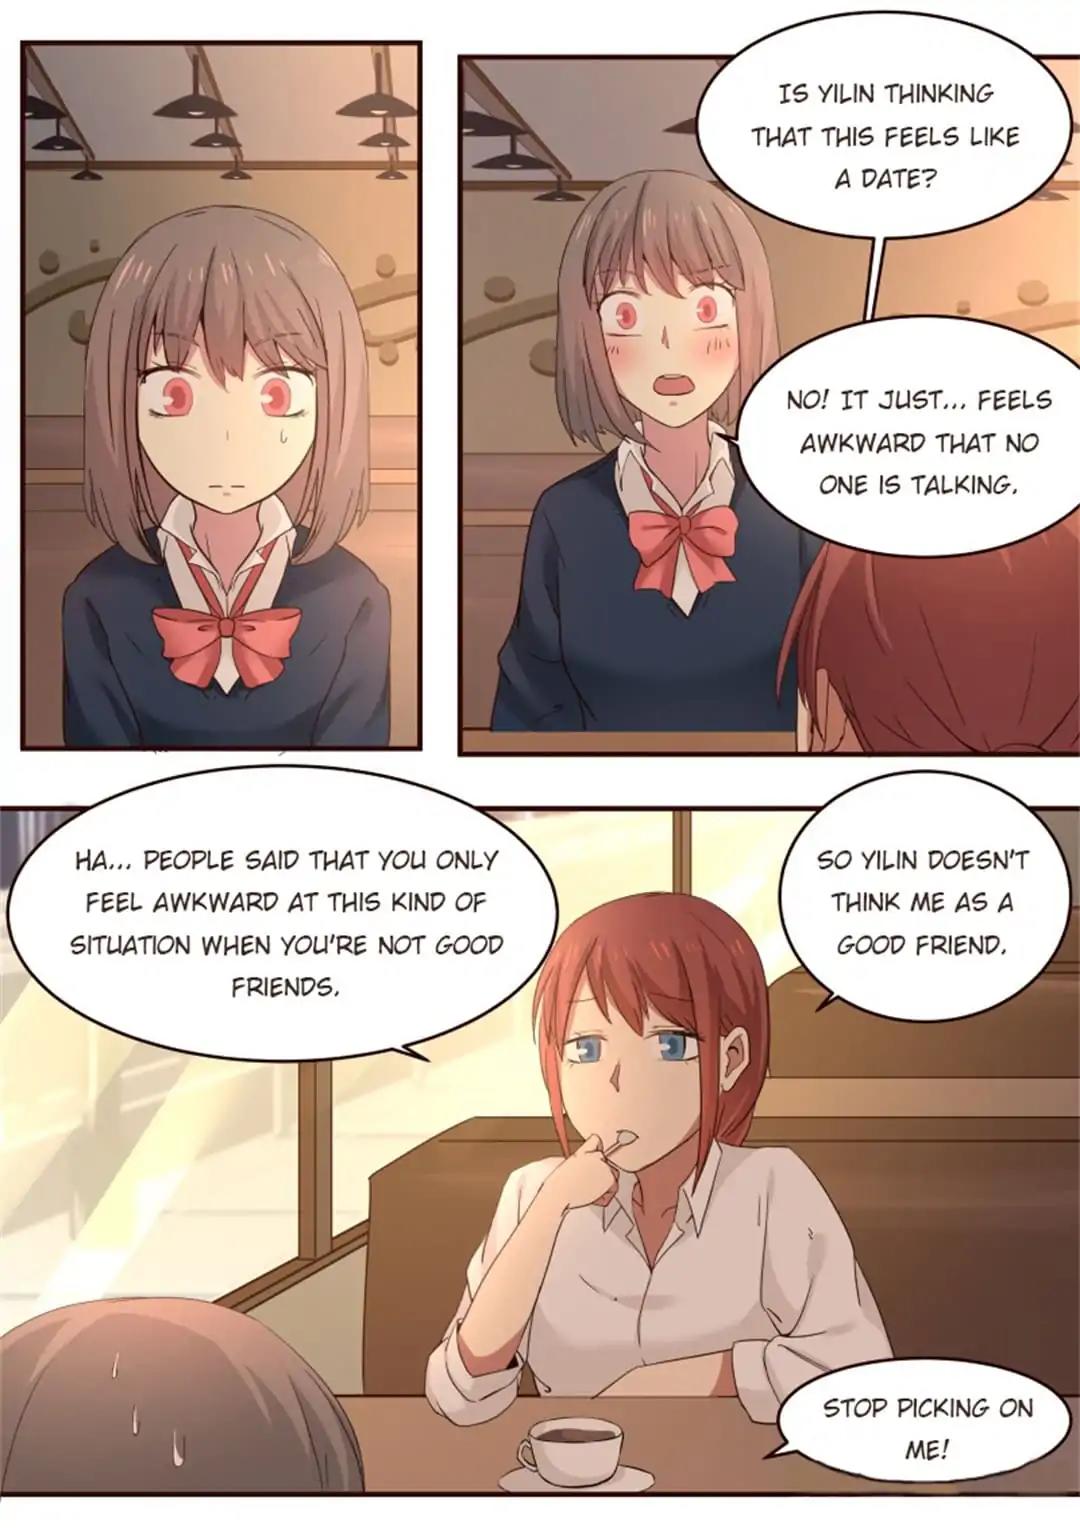 IS YILIN THINKING
THAT THIS FEELS LIKE
A DATE?
NO! IT JUST... FEELS
AWKWARD THAT NO
ONE IS TALKING.
HA... PEOPLE SAID THAT YOU ONLY
FEEL AWKWARD AT THIS KIND OF
SITUATION WHEN YOU'RE NOT GOOD
FRIENDS.
SO YILIN DOESN'T
THINK ME AS A
GOOD FRIEND.
STOP PICKING ON
ME!